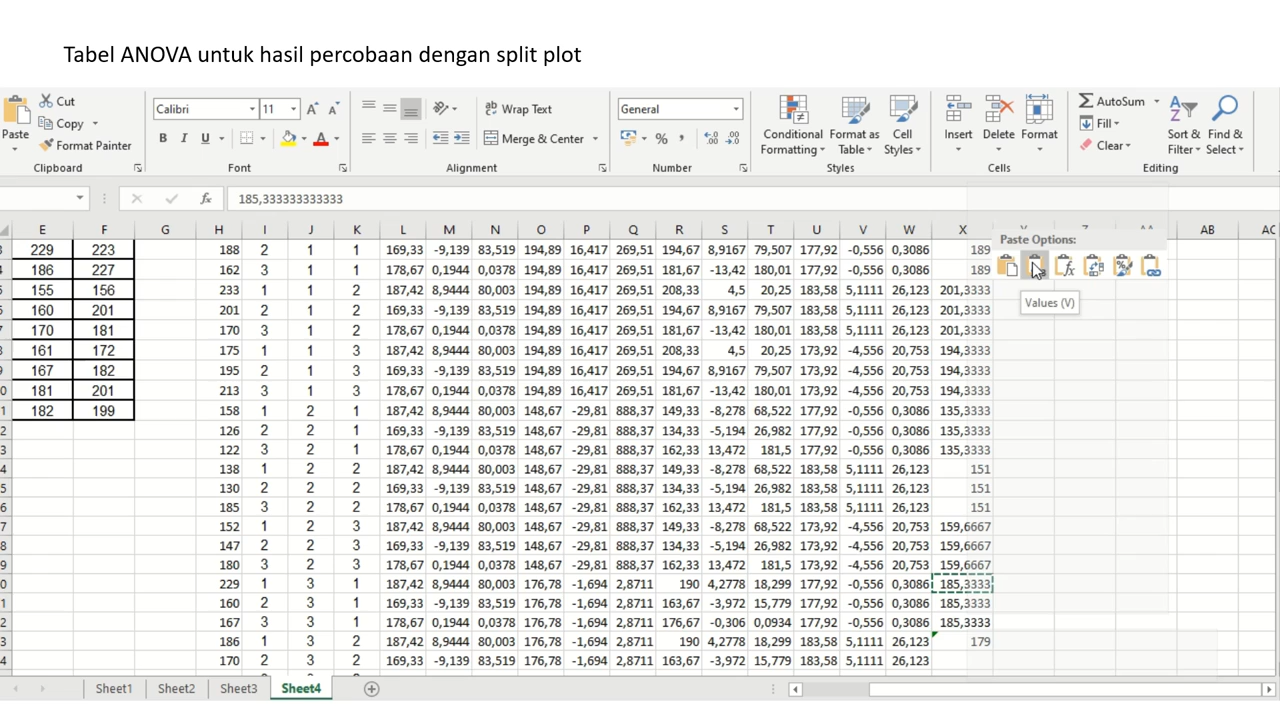 Tabel ANOVA untuk hasil percobaan dengan split plot
Cut
Copy
Format Painter
Paste
Clipboard
Calibri 11
B I U
Font
Wrap Text
Merge & Center
Alignment
General
Number
Conditional Formatting
Format as Table
Cell Styles
Styles
Insert Delete Format
Cells
AutoSum
Fill
Clear
Sort & Filter
Find & Select
Editing
fx 185,333333333333
E F G H I J K L M N O P Q R S T U V W X AB AC
Paste Options:
Values (V)
229 223 188 2 1 1 169,33 -9,139 83,519 194,89 16,417 269,51 194,67 8,9167 79,507 177,92 -0,556 0,3086 189
186 227 162 3 1 1 178,67 0,1944 0,0378 194,89 16,417 269,51 181,67 -13,42 180,01 177,92 -0,556 0,3086 189
155 156 233 1 1 2 187,42 8,9444 80,003 194,89 16,417 269,51 208,33 4,5 20,25 183,58 5,1111 26,123 201,3333
160 201 201 2 1 2 169,33 -9,139 83,519 194,89 16,417 269,51 194,67 8,9167 79,507 183,58 5,1111 26,123 201,3333
170 181 170 3 1 2 178,67 0,1944 0,0378 194,89 16,417 269,51 181,67 -13,42 180,01 183,58 5,1111 26,123 201,3333
161 172 175 1 1 3 187,42 8,9444 80,003 194,89 16,417 269,51 208,33 4,5 20,25 173,92 -4,556 20,753 194,3333
167 182 195 2 1 3 169,33 -9,139 83,519 194,89 16,417 269,51 194,67 8,9167 79,507 173,92 -4,556 20,753 194,3333
181 201 213 3 1 3 178,67 0,1944 0,0378 194,89 16,417 269,51 181,67 -13,42 180,01 173,92 -4,556 20,753 194,3333
182 199 158 1 2 1 187,42 8,9444 80,003 148,67 -29,81 888,37 149,33 -8,278 68,522 177,92 -0,556 0,3086 135,3333
126 2 2 1 169,33 -9,139 83,519 148,67 -29,81 888,37 134,33 -5,194 26,982 177,92 -0,556 0,3086 135,3333
122 3 2 1 178,67 0,1944 0,0378 148,67 -29,81 888,37 162,33 13,472 181,5 177,92 -0,556 0,3086 135,3333
138 1 2 2 187,42 8,9444 80,003 148,67 -29,81 888,37 149,33 -8,278 68,522 183,58 5,1111 26,123 151
130 2 2 2 169,33 -9,139 83,519 148,67 -29,81 888,37 134,33 -5,194 26,982 183,58 5,1111 26,123 151
185 3 2 2 178,67 0,1944 0,0378 148,67 -29,81 888,37 162,33 13,472 181,5 183,58 5,1111 26,123 151
152 1 2 3 187,42 8,9444 80,003 148,67 -29,81 888,37 149,33 -8,278 68,522 173,92 -4,556 20,753 159,6667
147 2 2 3 169,33 -9,139 83,519 148,67 -29,81 888,37 134,33 -5,194 26,982 173,92 -4,556 20,753 159,6667
180 3 2 3 178,67 0,1944 0,0378 148,67 -29,81 888,37 162,33 13,472 181,5 173,92 -4,556 20,753 159,6667
229 1 3 1 187,42 8,9444 80,003 176,78 -1,694 2,8711 190 4,2778 18,299 177,92 -0,556 0,3086 185,3333
160 2 3 1 169,33 -9,139 83,519 176,78 -1,694 2,8711 163,67 -3,972 15,779 177,92 -0,556 0,3086 185,3333
167 3 3 1 178,67 0,1944 0,0378 176,78 -1,694 2,8711 176,67 -0,306 0,0934 177,92 -0,556 0,3086 185,3333
186 1 3 2 187,42 8,9444 80,003 176,78 -1,694 2,8711 190 4,2778 18,299 183,58 5,1111 26,123 179
170 2 3 2 169,33 -9,139 83,519 176,78 -1,694 2,8711 163,67 -3,972 15,779 183,58 5,1111 26,123
Sheet1 Sheet2 Sheet3 Sheet4